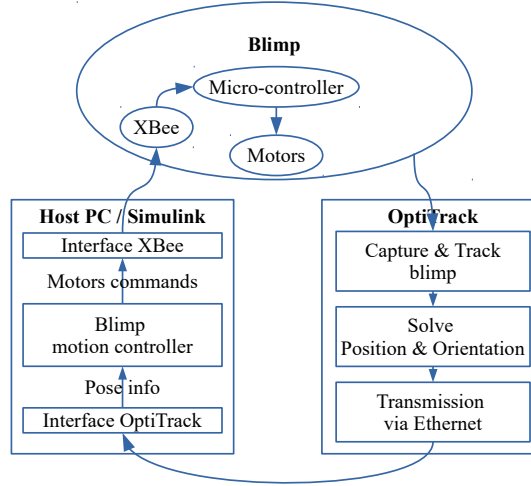 Blimp
Micro-controller
XBee
Motors
Host PC / Simulink
Interface XBee
Motors commands
Blimp
motion controller
Pose info
Interface OptiTrack
OptiTrack
Capture & Track
blimp
Solve
Position & Orientation
Transmission
via Ethernet